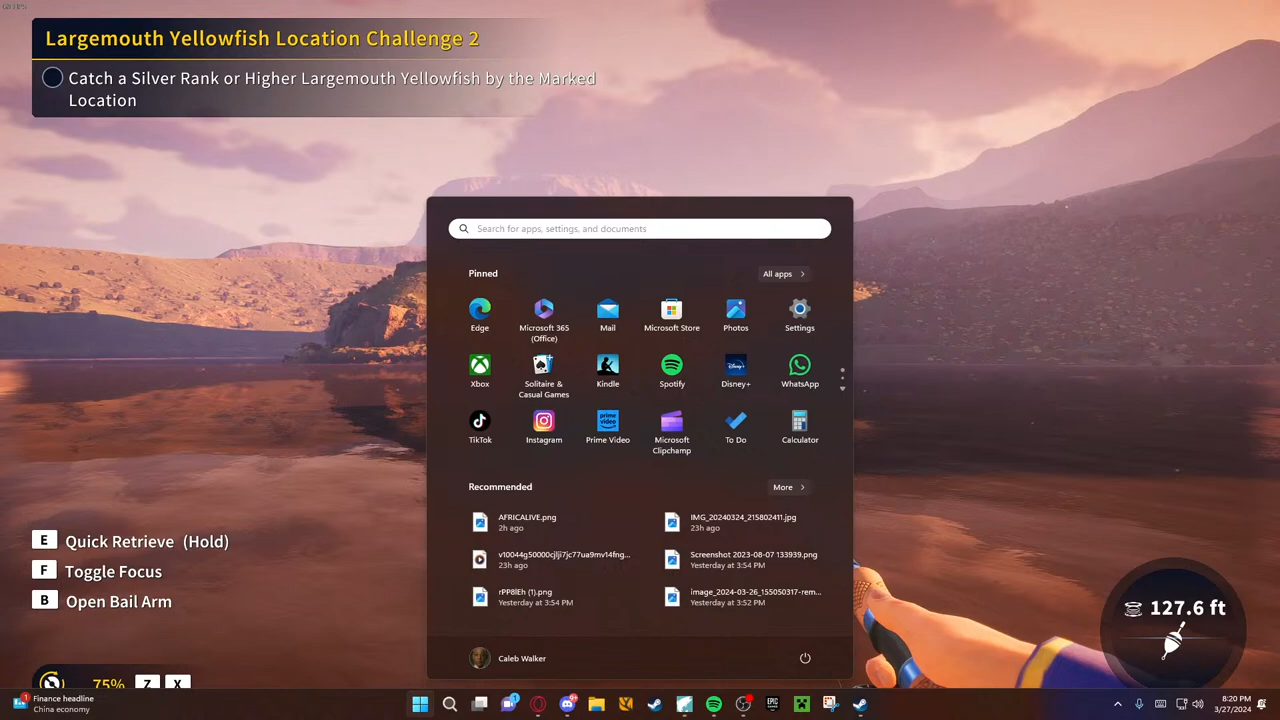 Largemouth Yellowfish Location Challenge 2
Catch a Silver Rank or Higher Largemouth Yellowfish by the Marked
Location
Search for apps, settings, and documents
Pinned
All apps
Edge
Microsoft 365
(Office)
Mail
Microsoft Store
Photos
Settings
Xbox
Solitaire &
Casual Games
Kindle
Spotify
Disney+
WhatsApp
TikTok
Instagram
Prime Video
Microsoft
Clipchamp
To Do
Calculator
Recommended
More
AFRICALIVE.png
2h ago
IMG_20240324_215802411.jpg
23h ago
v10044g50000cjlji7jc77ua9mv14fng...
23h ago
Screenshot 2023-08-07 133939.png
Yesterday at 3:54 PM
rPP8lEh (1).png
Yesterday at 3:54 PM
image_2024-03-26_155050317-rem...
Yesterday at 3:52 PM
Caleb Walker
E Quick Retrieve (Hold)
F Toggle Focus
B Open Bail Arm
75% Z X
127.6 ft
Finance headline
China economy
8:20 PM
3/27/2024